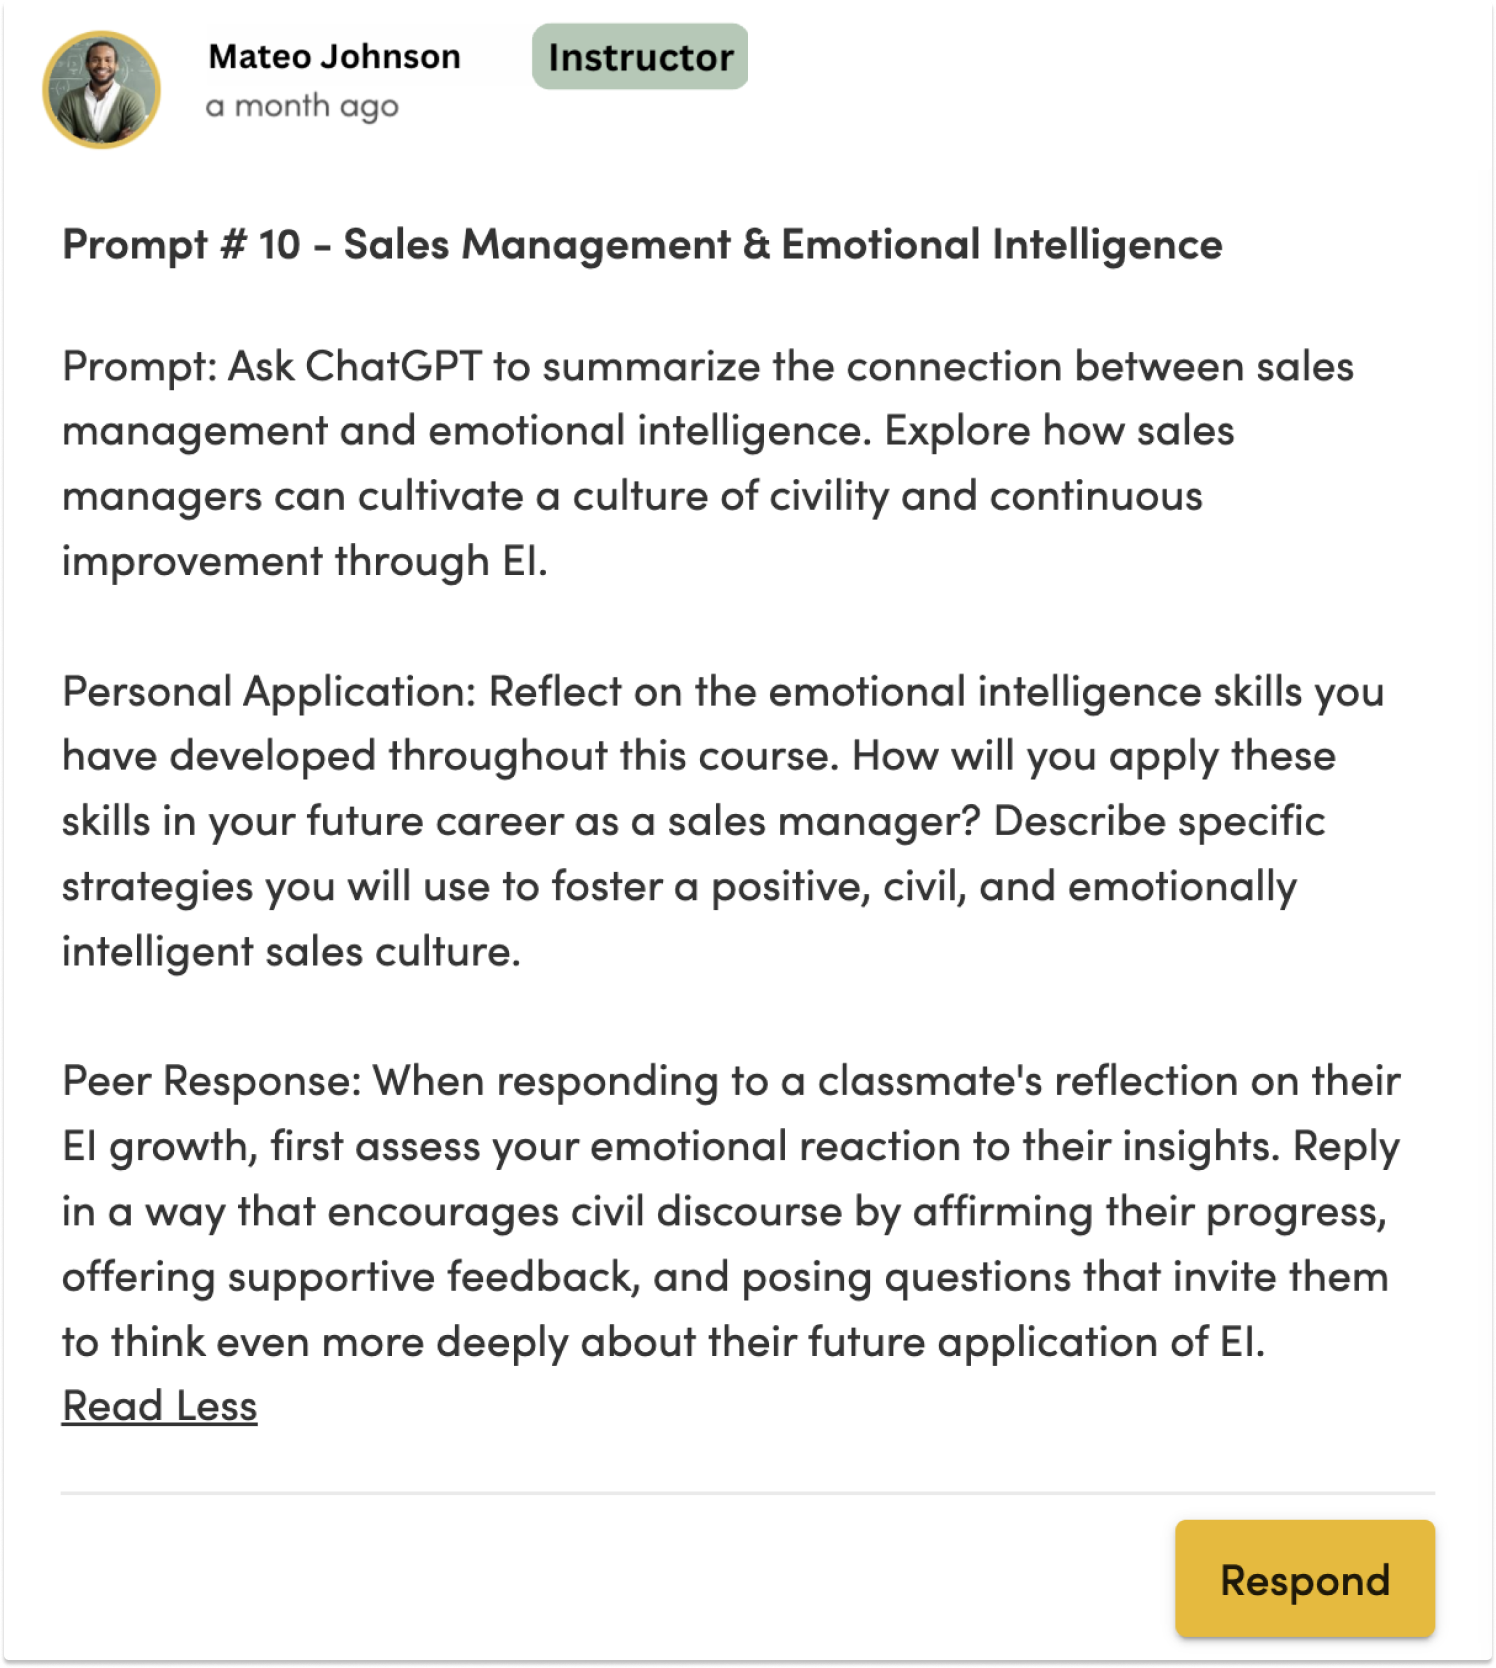 Mateo Johnson Instructor
a month ago
Prompt # 10 - Sales Management & Emotional Intelligence
Prompt: Ask ChatGPT to summarize the connection between sales
management and emotional intelligence. Explore how sales
managers can cultivate a culture of civility and continuous
improvement through EI.
Personal Application: Reflect on the emotional intelligence skills you
have developed throughout this course. How will you apply these
skills in your future career as a sales manager? Describe specific
strategies you will use to foster a positive, civil, and emotionally
intelligent sales culture.
Peer Response: When responding to a classmate's reflection on their
EI growth, first assess your emotional reaction to their insights. Reply
in a way that encourages civil discourse by affirming their progress,
offering supportive feedback, and posing questions that invite them
to think even more deeply about their future application of EI.
Read Less
Respond